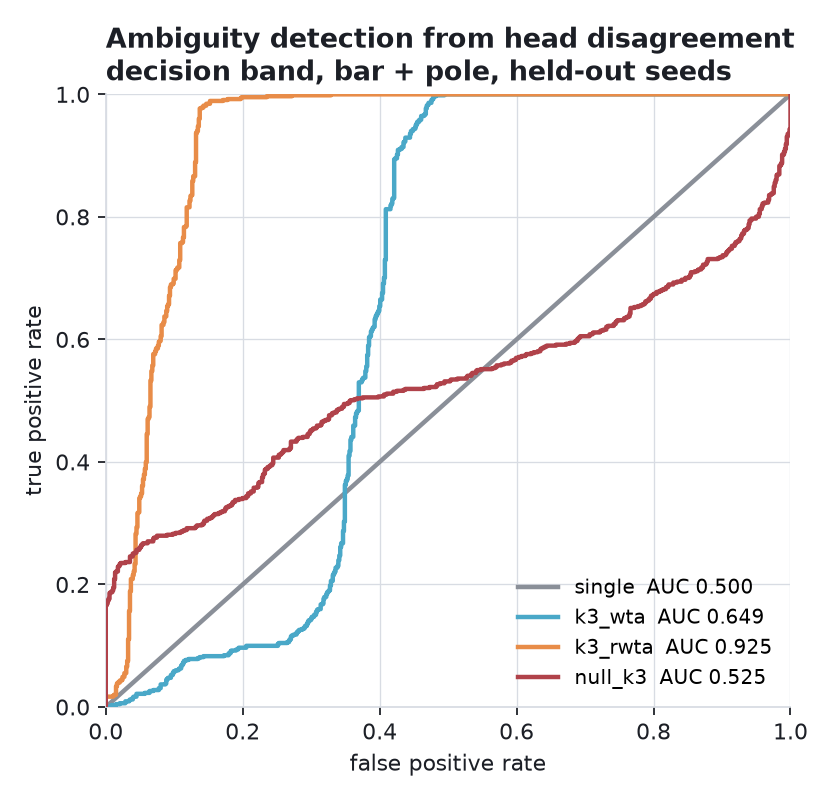 Ambiguity detection from head disagreement
decision band, bar + pole, held-out seeds
1.0
0.8
0.6
0.4
0.2
0.0
true positive rate
single AUC 0.500
k3_wta AUC 0.649
k3_rwta AUC 0.925
null_k3 AUC 0.525
0.0 0.2 0.4 0.6 0.8 1.0
false positive rate